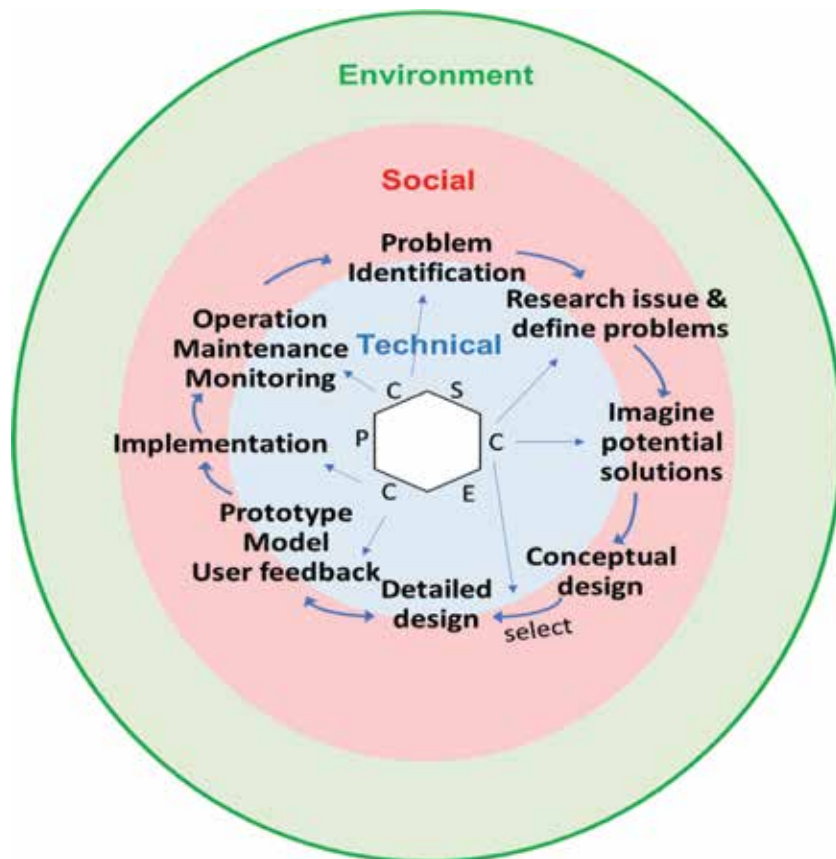 Environment
Social
Problem
Identification
Research issue &
define problems
Operation
Maintenance
Monitoring
Technical
C
S
P
C
C
E
Imagine
potential
solutions
Implementation
Prototype
Model
User feedback
Detailed
design
Conceptual
design
select